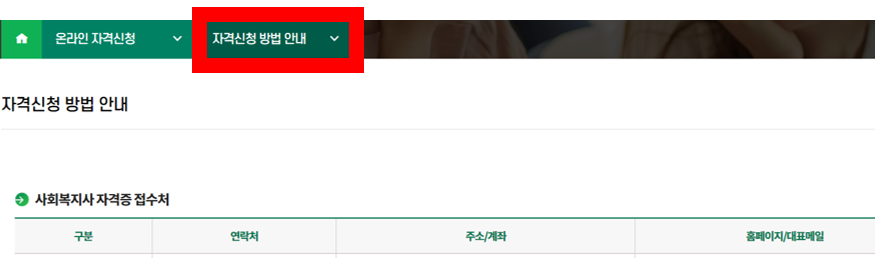 온라인 자격신청 자격신청 방법 안내
자격신청 방법 안내
사회복지사 자격증 접수처
구분 연락처 주소/계좌 홈페이지/대표메일